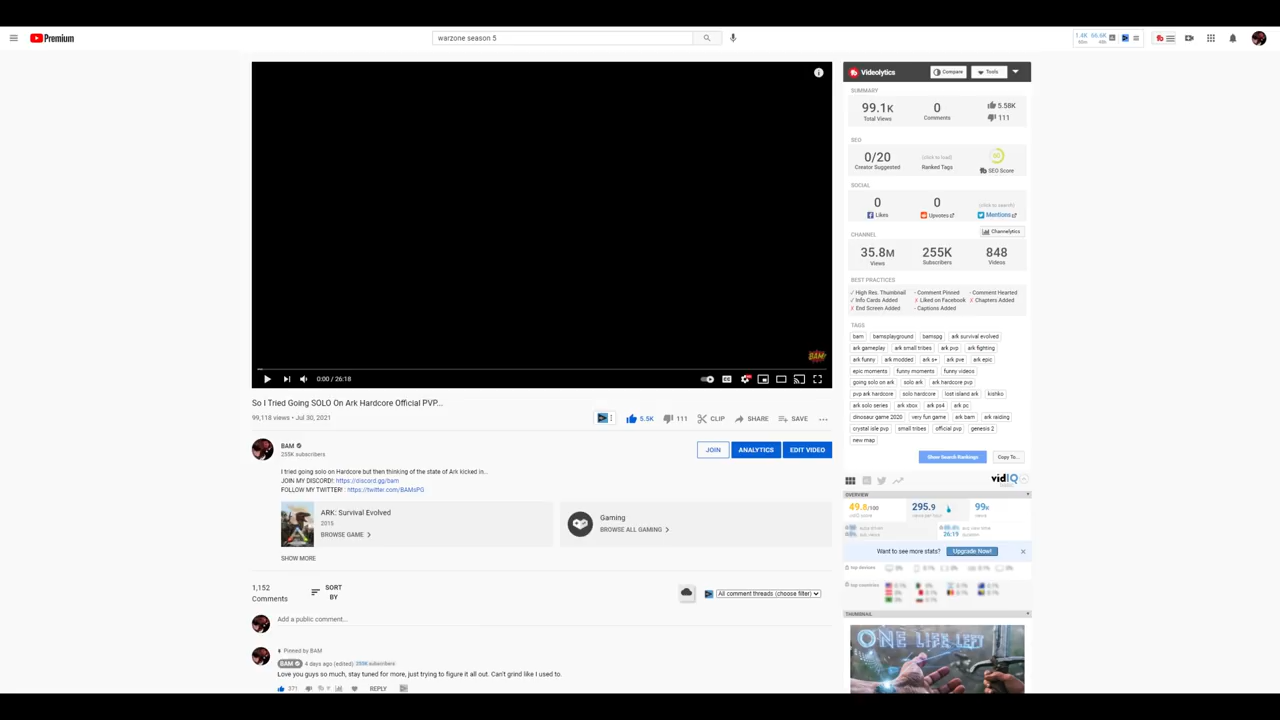 Premium
warzone season 5
1.4K 66.6K
60m 48h
0:00 / 26:18
BAM!
So I Tried Going SOLO On Ark Hardcore Official PVP...
99,118 views • Jul 30, 2021
5.5K 111 CLIP SHARE SAVE
BAM
255K subscribers
JOIN ANALYTICS EDIT VIDEO
I tried going solo on Hardcore but then thinking of the state of Ark kicked in...
JOIN MY DISCORD!: https://discord.gg/bam
FOLLOW MY TWITTER! : https://twitter.com/BAMsPG
ARK: Survival Evolved
2015
BROWSE GAME
Gaming
BROWSE ALL GAMING
SHOW MORE
1,152
Comments
SORT
BY
All comment threads (choose filter)
Add a public comment...
Pinned by BAM
BAM 4 days ago (edited) 255K subscribers
Love you guys so much, stay tuned for more, just trying to figure it all out. Can't grind like I used to.
371 REPLY
Videolytics Compare Tools
SUMMARY
99.1K 0 5.58K
Total Views Comments 111
SEO
0/20 (click to load) 60
Creator Suggested Ranked Tags SEO Score
SOCIAL
0 0 (click to search)
Likes Upvotes Mentions
CHANNEL Channelytics
35.8M 255K 848
Views Subscribers Videos
BEST PRACTICES
High Res. Thumbnail - Comment Pinned - Comment Hearted
Info Cards Added Liked on Facebook Chapters Added
End Screen Added - Captions Added
TAGS
bam bamsplayground bamspg ark survival evolved
ark gameplay ark small tribes ark pvp ark fighting
ark funny ark modded ark s+ ark pve ark epic
epic moments funny moments funny videos
going solo on ark solo ark ark hardcore pvp
pvp ark hardcore solo hardcore lost island ark kishko
ark solo series ark xbox ark ps4 ark pc
dinosaur game 2020 very fun game ark bam ark raiding
crystal isle pvp small tribes official pvp genesis 2
new map
Show Search Rankings Copy To...
vidIQ
OVERVIEW
49.8/100 295.9 99K
vidIQ score views per hour views
26:19 duration
Want to see more stats? Upgrade Now!
top devices
top countries
THUMBNAIL
ONE LIFE LEFT